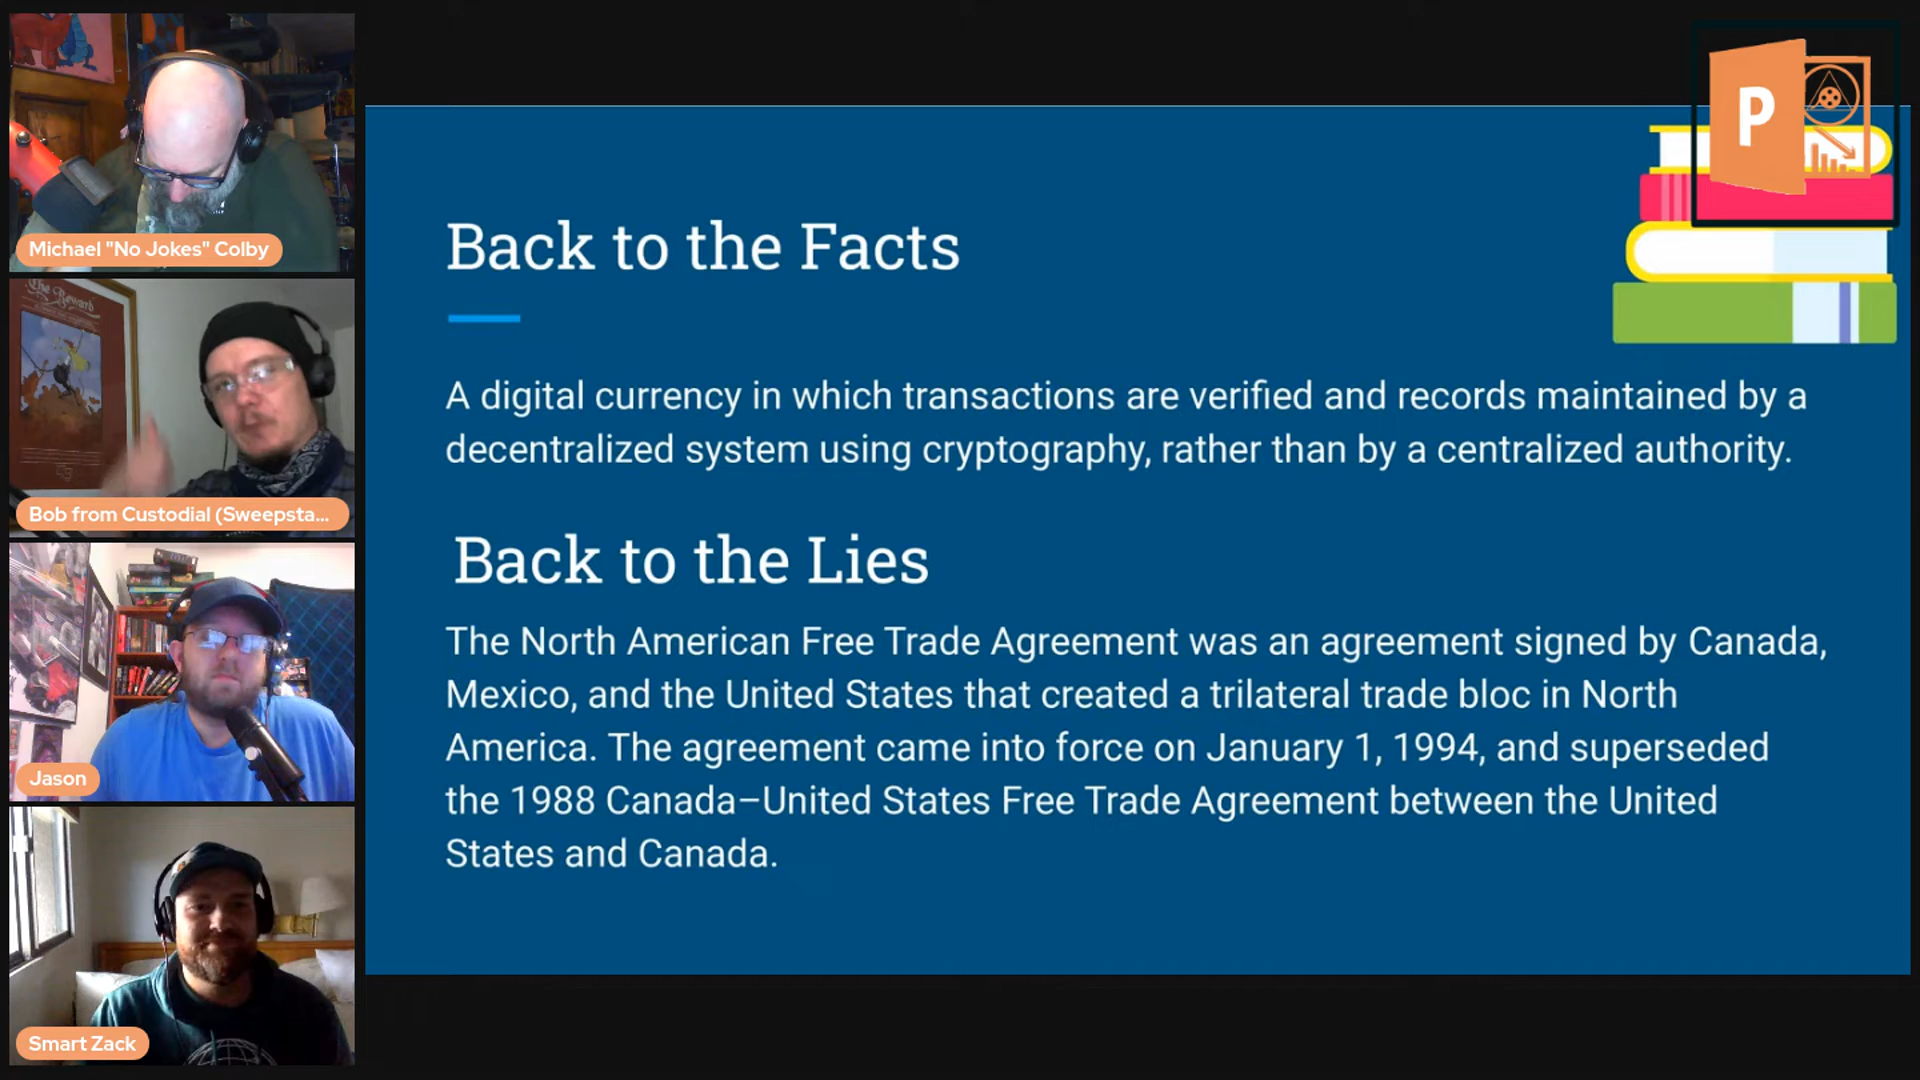 The Reward
Michael "No Jokes" Colby
Bob from Custodial (Sweepsta...
Jason
Smart Zack
P
Back to the Facts
A digital currency in which transactions are verified and records maintained by a
decentralized system using cryptography, rather than by a centralized authority.
Back to the Lies
The North American Free Trade Agreement was an agreement signed by Canada,
Mexico, and the United States that created a trilateral trade bloc in North
America. The agreement came into force on January 1, 1994, and superseded
the 1988 Canada–United States Free Trade Agreement between the United
States and Canada.